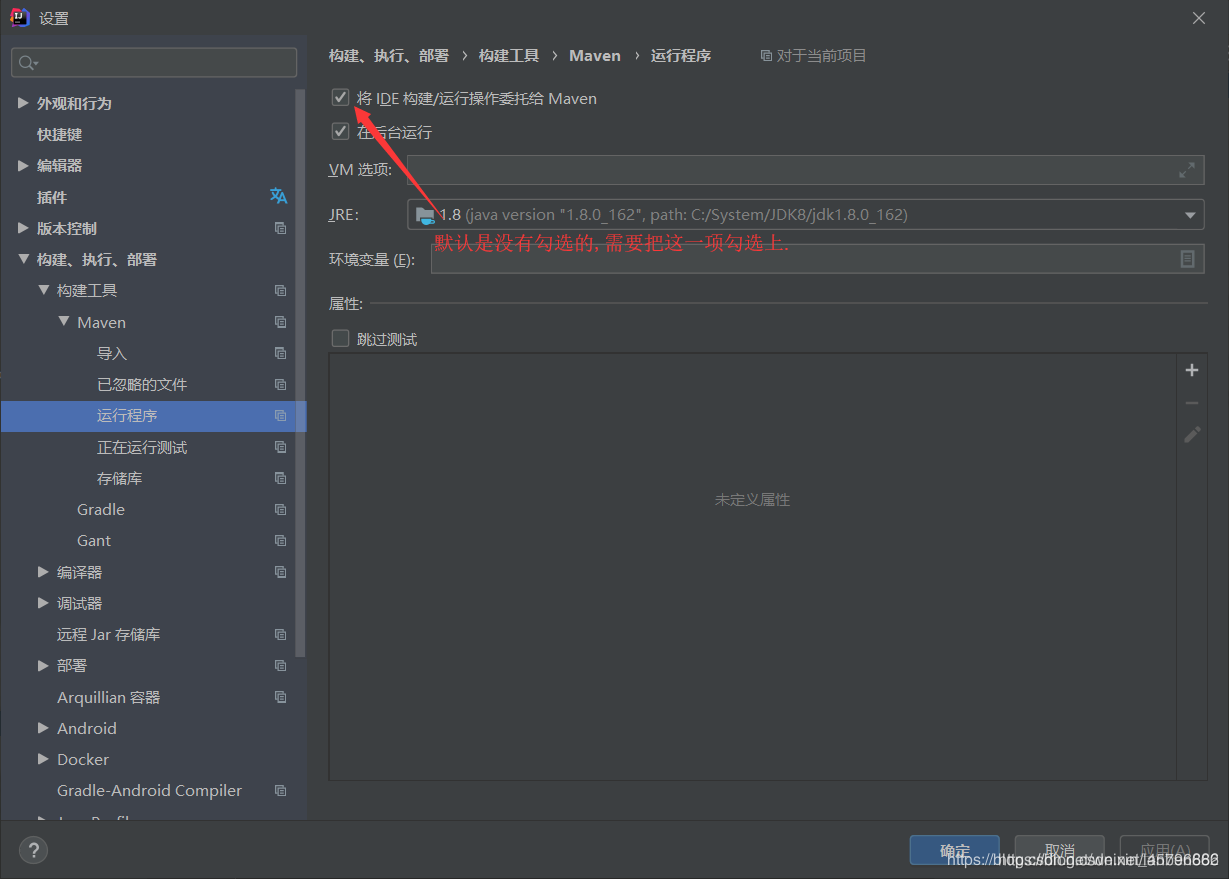 设置
外观和行为
快捷键
编辑器
插件
版本控制
构建、执行、部署
构建工具
Maven
导入
已忽略的文件
运行程序
正在运行测试
存储库
Gradle
Gant
编译器
调试器
远程 Jar 存储库
部署
Arquillian 容器
Android
Docker
Gradle-Android Compiler
构建、执行、部署 › 构建工具 › Maven › 运行程序 对于当前项目
将 IDE 构建/运行操作委托给 Maven
在后台运行
VM 选项:
JRE: 1.8 (java version "1.8.0_162", path: C:/System/JDK8/jdk1.8.0_162)
默认是没有勾选的,需要把这一项勾选上.
环境变量 (E):
属性:
跳过测试
未定义属性
?
确定 取消 应用(A)